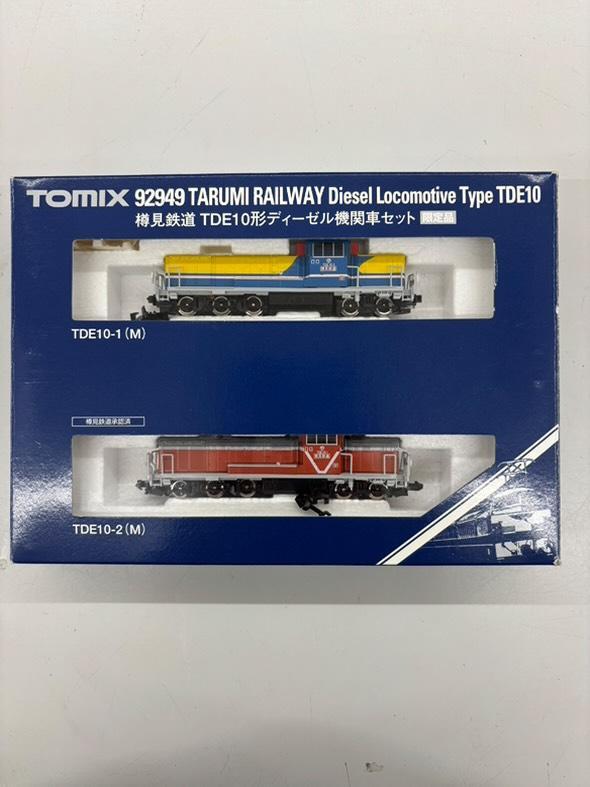 TOMIX 92949 TARUMI RAILWAY Diesel Locomotive Type TDE10
樽見鉄道 TDE10形ディーゼル機関車セット 限定品
TDE10-1(M)
樽見鉄道承認済
TDE10-2(M)